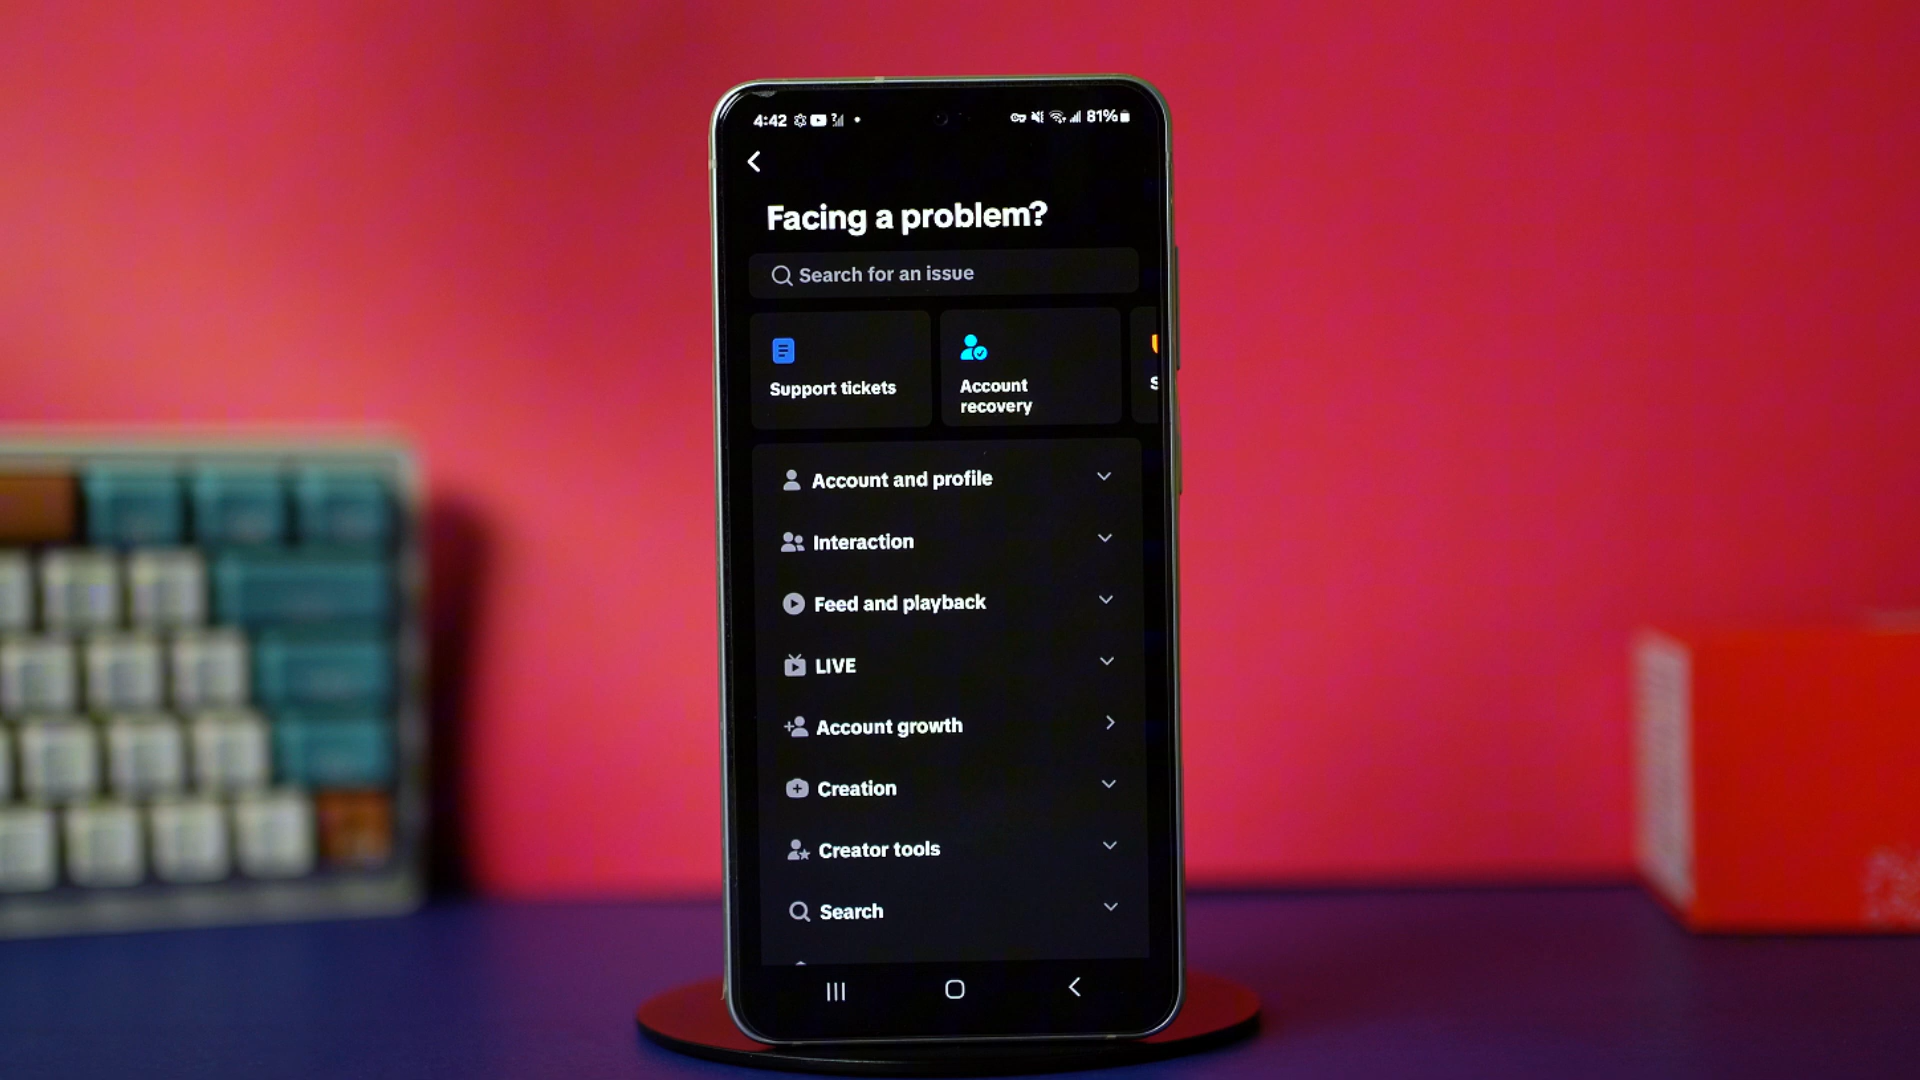 4:42 81%
Facing a problem?
Search for an issue
Support tickets
Account
recovery
S
Account and profile
Interaction
Feed and playback
LIVE
Account growth
Creation
Creator tools
Search